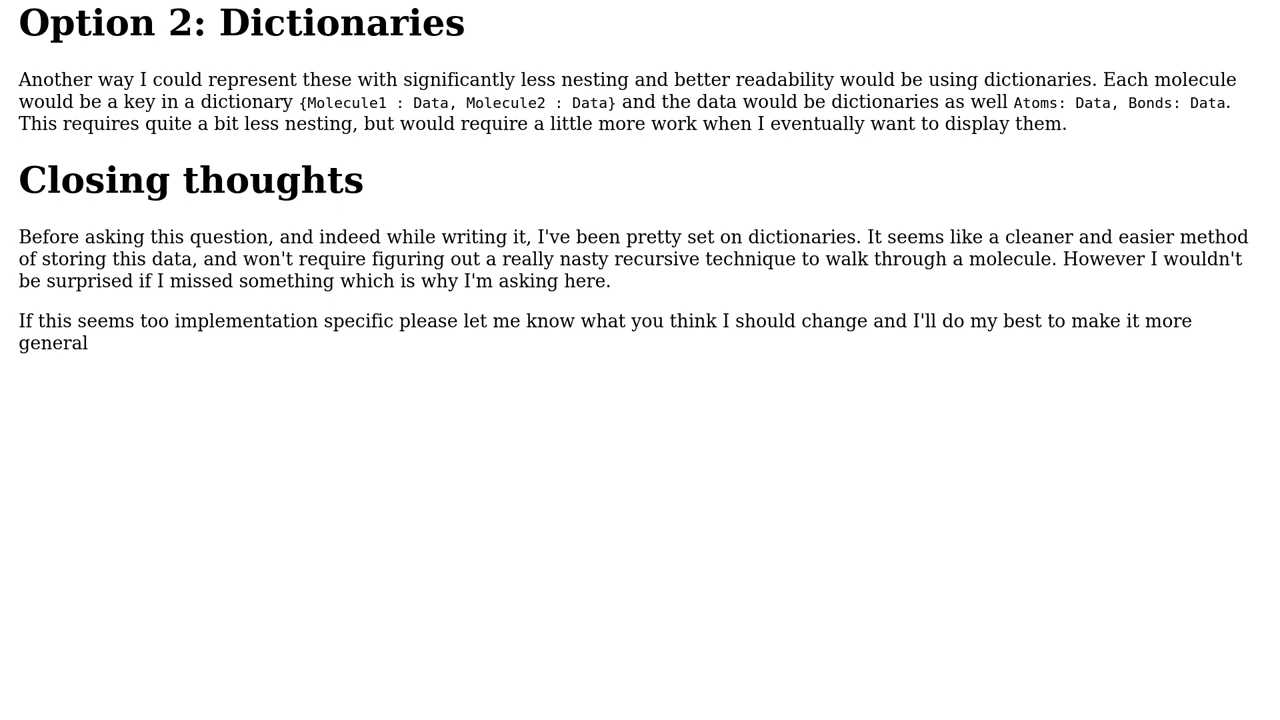 Option 2: Dictionaries
Another way I could represent these with significantly less nesting and better readability would be using dictionaries. Each molecule
would be a key in a dictionary {Molecule1 : Data, Molecule2 : Data} and the data would be dictionaries as well Atoms: Data, Bonds: Data.
This requires quite a bit less nesting, but would require a little more work when I eventually want to display them.
Closing thoughts
Before asking this question, and indeed while writing it, I've been pretty set on dictionaries. It seems like a cleaner and easier method
of storing this data, and won't require figuring out a really nasty recursive technique to walk through a molecule. However I wouldn't
be surprised if I missed something which is why I'm asking here.
If this seems too implementation specific please let me know what you think I should change and I'll do my best to make it more
general